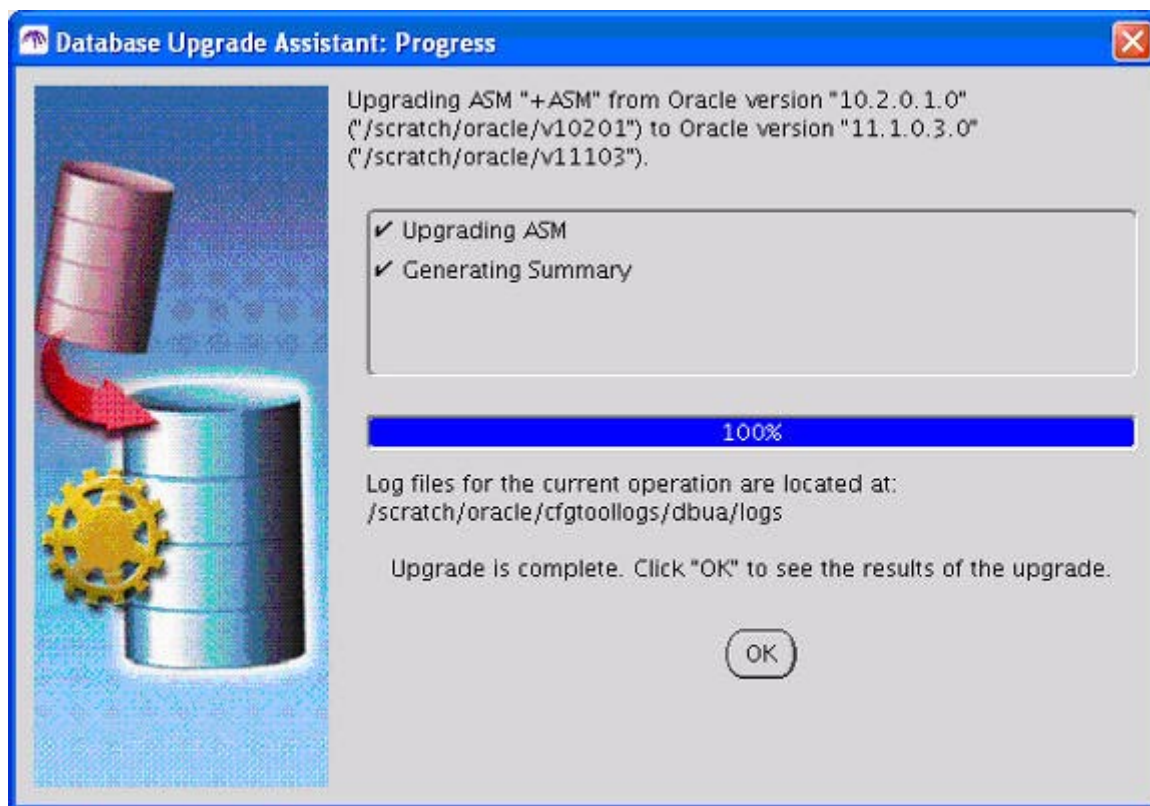 Database Upgrade Assistant: Progress
Upgrading ASM "+ASM" from Oracle version "10.2.0.1.0"
("/scratch/oracle/v10201") to Oracle version "11.1.0.3.0"
("/scratch/oracle/v11103").
✔ Upgrading ASM
✔ Generating Summary
100%
Log files for the current operation are located at:
/scratch/oracle/cfgtoollogs/dbua/logs
Upgrade is complete. Click "OK" to see the results of the upgrade.
OK